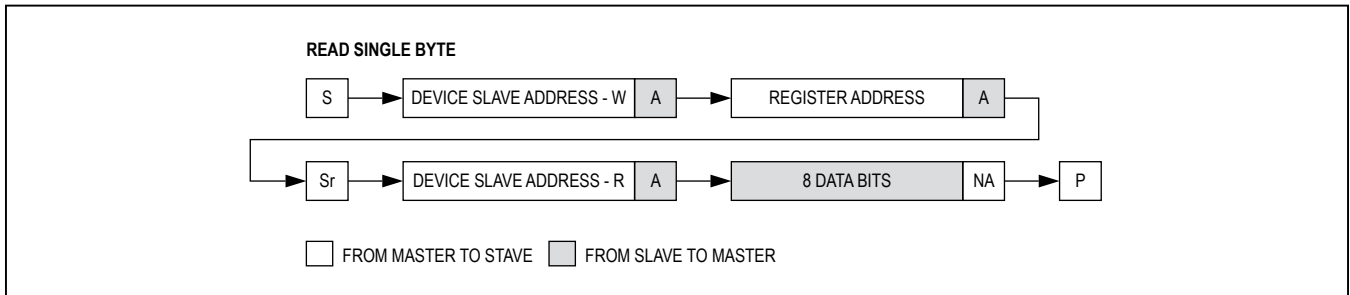 READ SINGLE BYTE
S DEVICE SLAVE ADDRESS - W A REGISTER ADDRESS A
Sr DEVICE SLAVE ADDRESS - R A 8 DATA BITS NA P
FROM MASTER TO STAVE FROM SLAVE TO MASTER